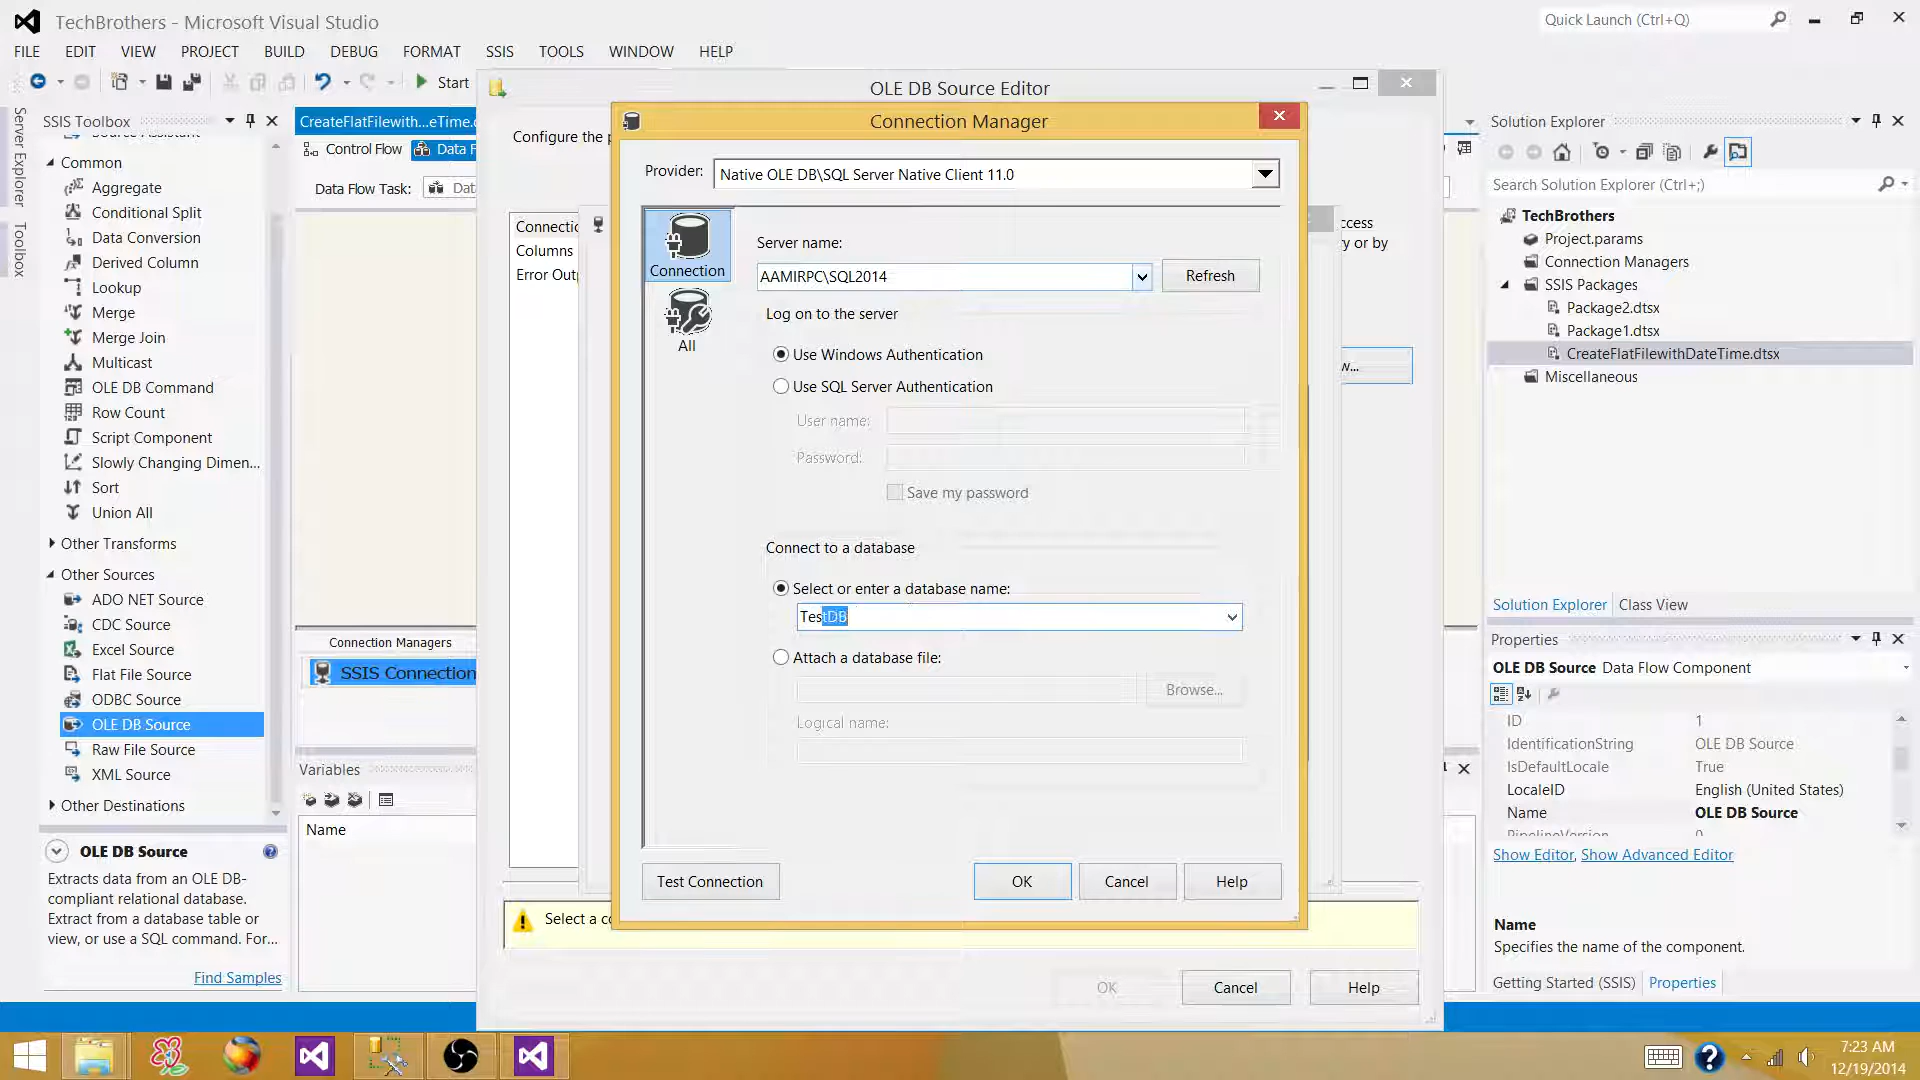 TechBrothers - Microsoft Visual Studio
Quick Launch (Ctrl+Q)
FILE EDIT VIEW PROJECT BUILD DEBUG FORMAT SSIS TOOLS WINDOW HELP
Start
Server Explorer
Toolbox
SSIS Toolbox
Common
Aggregate
Conditional Split
Data Conversion
Derived Column
Lookup
Merge
Merge Join
Multicast
OLE DB Command
Row Count
Script Component
Slowly Changing Dimen...
Sort
Union All
Other Transforms
Other Sources
ADO NET Source
CDC Source
Excel Source
Flat File Source
ODBC Source
OLE DB Source
Raw File Source
XML Source
Other Destinations
OLE DB Source
Extracts data from an OLE DB-
compliant relational database.
Extract from a database table or
view, or use a SQL command. For...
Find Samples
CreateFlatFilewith...eTime.
Control Flow
Data F
Data Flow Task:
Dat
Connection Managers
SSIS Connection
Variables
Name
OLE DB Source Editor
Configure the p
Connectio
Columns
Error Outp
ccess
y or by
w...
Select a co
OK
Cancel
Help
Connection Manager
Provider:
Native OLE DB\SQL Server Native Client 11.0
Connection
All
Server name:
AAMIRPC\SQL2014
Refresh
Log on to the server
Use Windows Authentication
Use SQL Server Authentication
User name:
Password:
Save my password
Connect to a database
Select or enter a database name:
TestDB
Attach a database file:
Browse...
Logical name:
Test Connection
OK
Cancel
Help
Solution Explorer
Search Solution Explorer (Ctrl+;)
TechBrothers
Project.params
Connection Managers
SSIS Packages
Package2.dtsx
Package1.dtsx
CreateFlatFilewithDateTime.dtsx
Miscellaneous
Solution Explorer
Class View
Properties
OLE DB Source Data Flow Component
ID 1
IdentificationString OLE DB Source
IsDefaultLocale True
LocaleID English (United States)
Name OLE DB Source
PipelineVersion 0
Show Editor, Show Advanced Editor
Name
Specifies the name of the component.
Getting Started (SSIS)
Properties
7:23 AM
12/19/2014